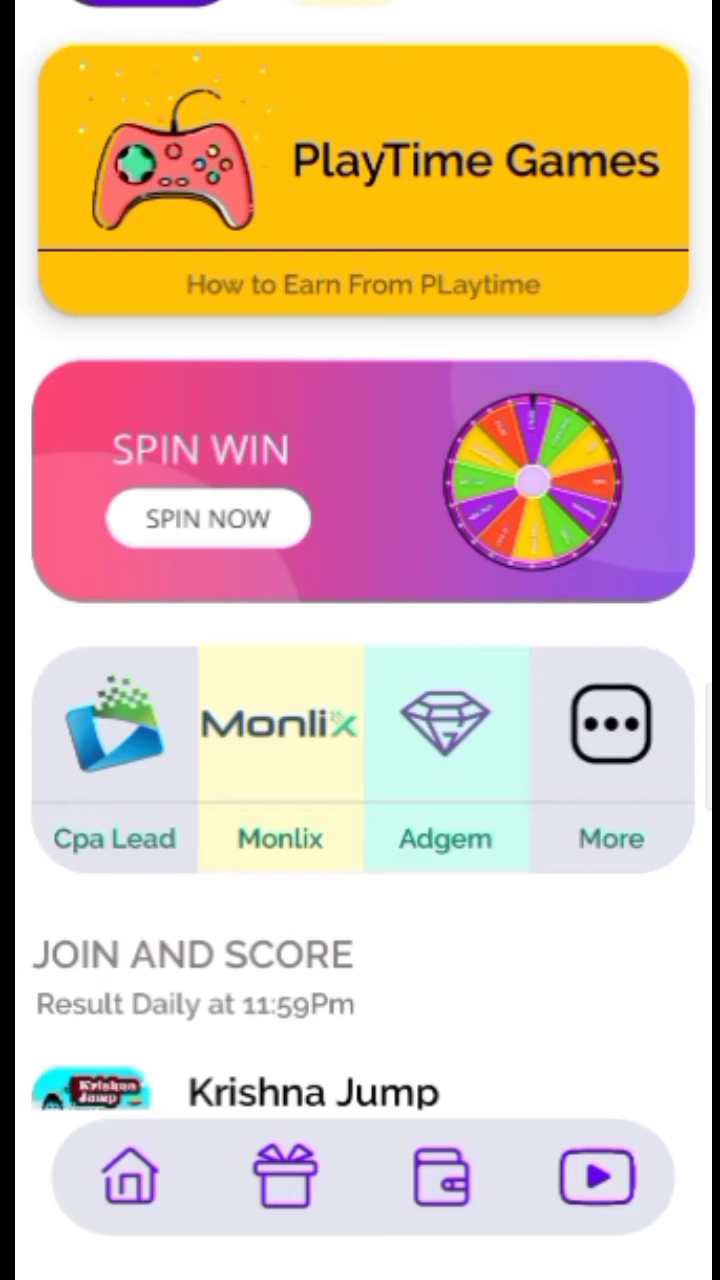 PlayTime Games
How to Earn From PLaytime
SPIN WIN
SPIN NOW
Monlix
Cpa Lead
Monlix
Adgem
More
JOIN AND SCORE
Result Daily at 11:59Pm
Krishna
Jump
Krishna Jump